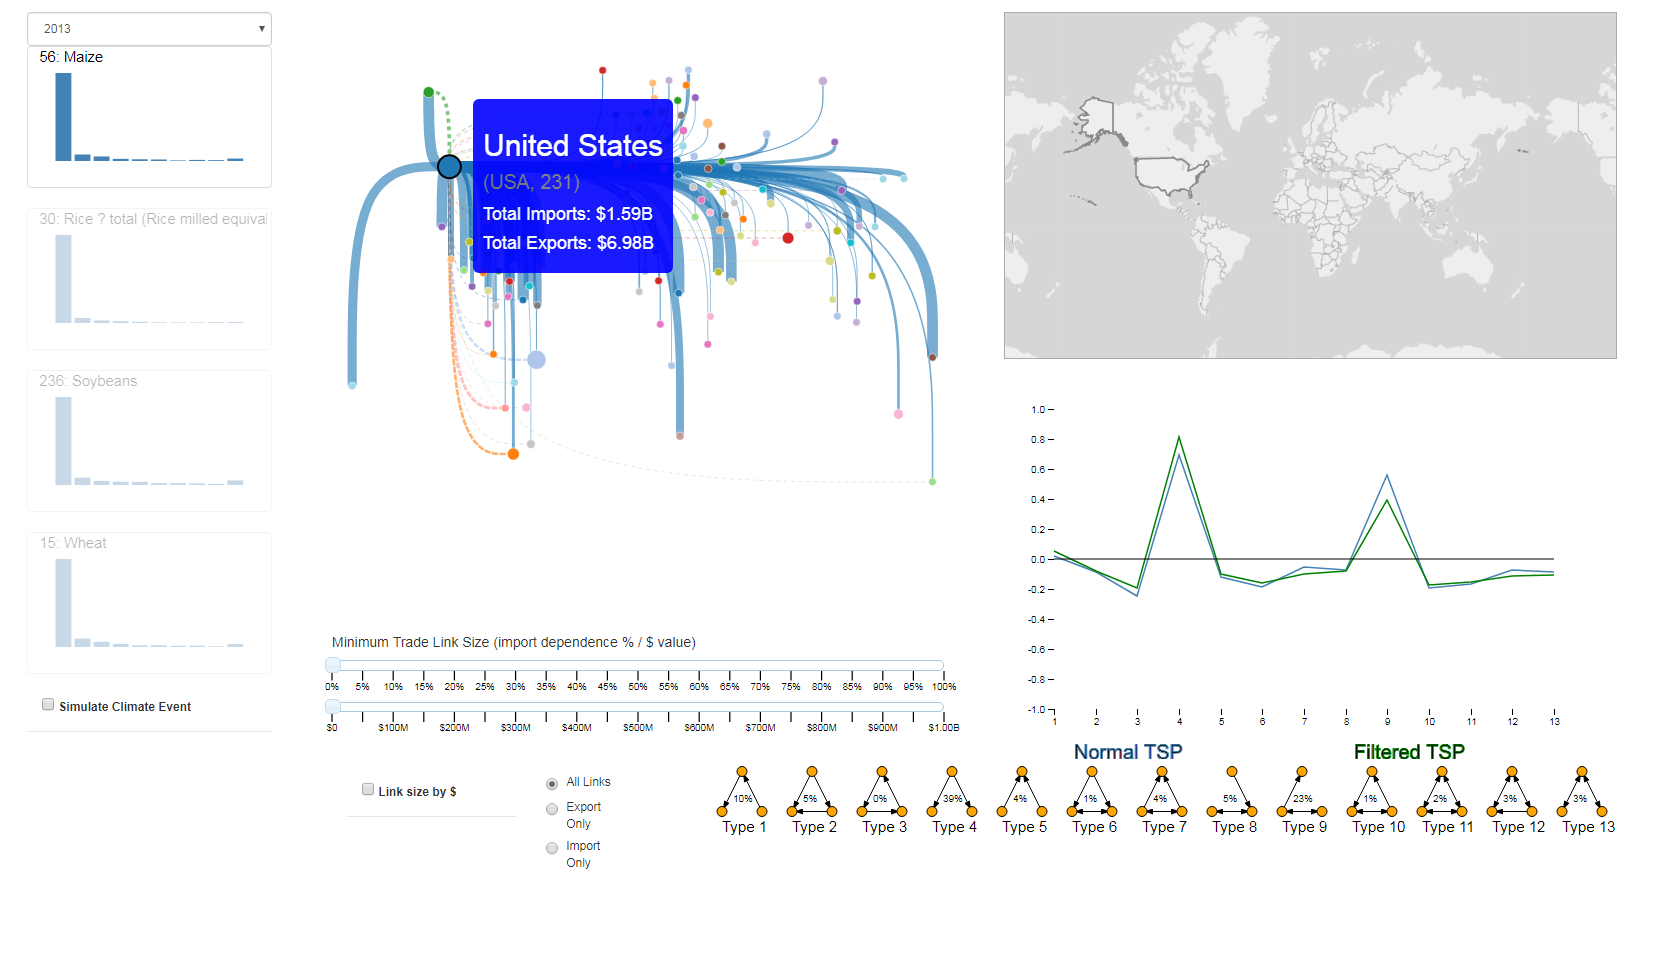 2013
56: Maize
30: Rice ? total (Rice milled equival
236: Soybeans
15: Wheat
Simulate Climate Event
United States
(USA, 231)
Total Imports: $1.59B
Total Exports: $6.98B
Minimum Trade Link Size (import dependence % / $ value)
0% 5% 10% 15% 20% 25% 30% 35% 40% 45% 50% 55% 60% 65% 70% 75% 80% 85% 90% 95% 100%
$0 $100M $200M $300M $400M $500M $600M $700M $800M $900M $1.00B
Link size by $
All Links
Export
Only
Import
Only
1.0
0.8
0.6
0.4
0.2
0.0
-0.2
-0.4
-0.6
-0.8
-1.0
1 2 3 4 5 6 7 8 9 10 11 12 13
Normal TSP Filtered TSP
10% 5% 0% 39% 4% 1% 4% 5% 23% 1% 2% 3% 3%
Type 1 Type 2 Type 3 Type 4 Type 5 Type 6 Type 7 Type 8 Type 9 Type 10 Type 11 Type 12 Type 13